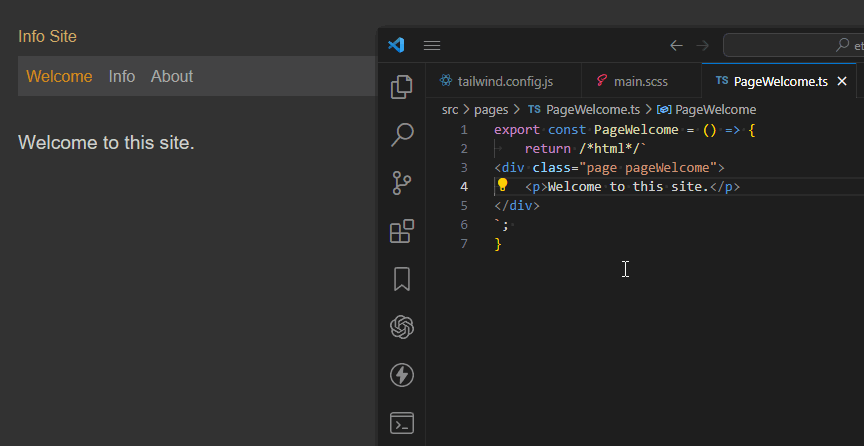 Info Site
Welcome Info About
Welcome to this site.
et
tailwind.config.js main.scss TS PageWelcome.ts
src > pages > TS PageWelcome.ts > PageWelcome
1 export const PageWelcome = () => {
2 return /*html*/`
3 <div class="page pageWelcome">
4 <p>Welcome to this site.</p>
5 </div>
6 `;
7 }